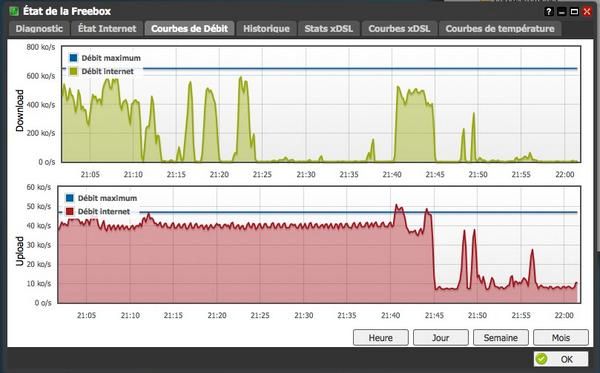 État de la Freebox
Diagnostic État Internet Courbes de Débit Historique Stats xDSL Courbes xDSL Courbes de température
800 ko/s
600 ko/s
400 ko/s
200 ko/s
0 o/s
Download
Débit maximum
Débit internet
21:05 21:10 21:15 21:20 21:25 21:30 21:35 21:40 21:45 21:50 21:55 22:00
60 ko/s
50 ko/s
40 ko/s
30 ko/s
20 ko/s
10 ko/s
0 o/s
Upload
Débit maximum
Débit internet
21:05 21:10 21:15 21:20 21:25 21:30 21:35 21:40 21:45 21:50 21:55 22:00
Heure Jour Semaine Mois
OK